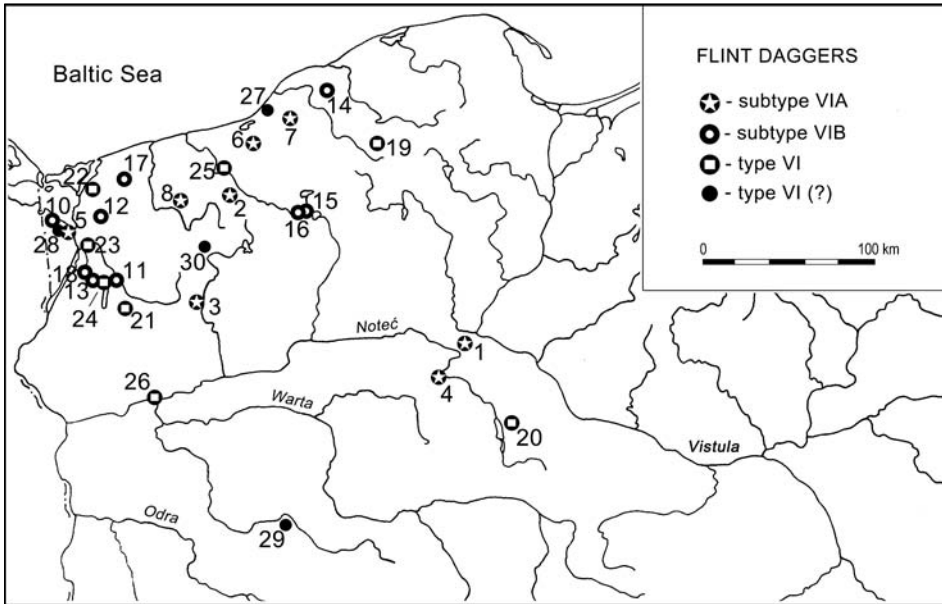 Baltic Sea
FLINT DAGGERS
- subtype VIA
- subtype VIB
- type VI
- type VI (?)
0 100 km
27
14
7
6
19
25
17
22
8
2
15
10
12
5
16
28
23
30
18
11
13
3
24
21
Noteć
1
26
4
Warta
20
Vistula
Odra
29